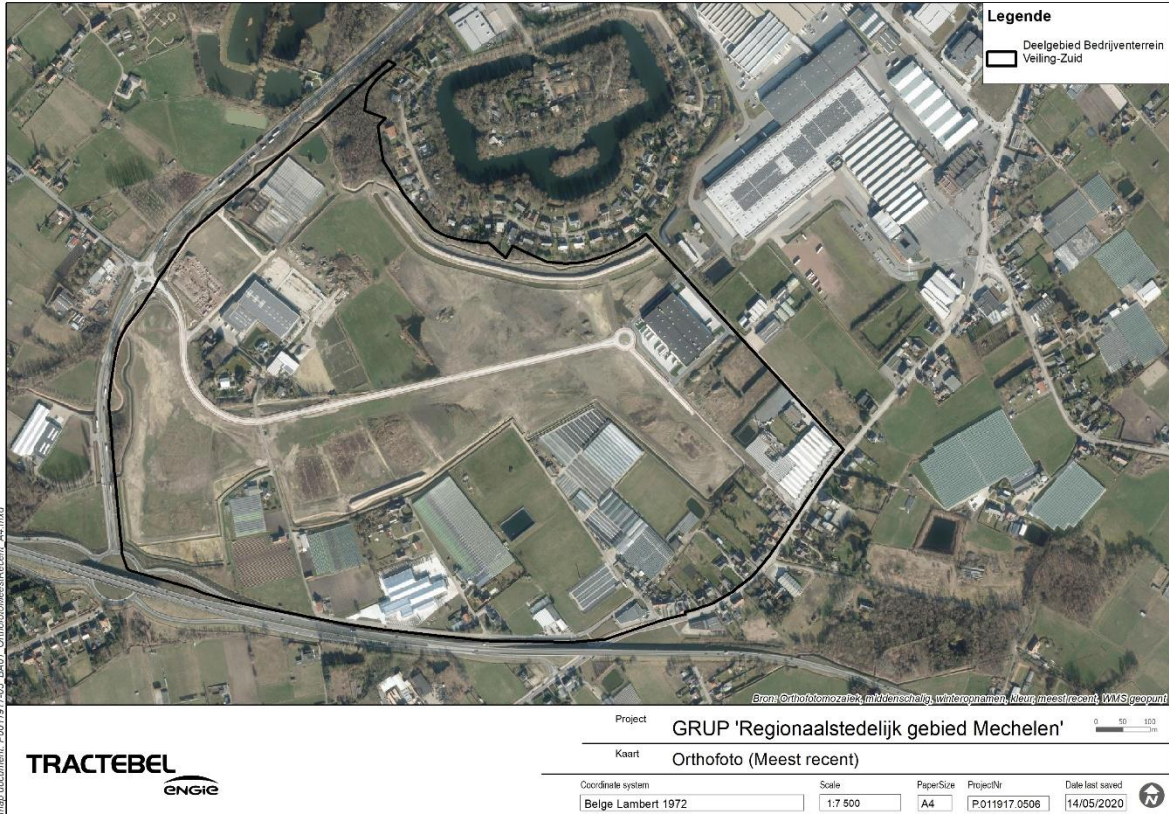 Legende
Deelgebied Bedrijventerrein
Veiling-Zuid
Bron: Orthofotomozaïek, middenschalig, winteropnamen, kleur, meest recent, WMS geopunt
Project
GRUP 'Regionaalstedelijk gebied Mechelen'
0 50 100
m
Kaart
Orthofoto (Meest recent)
TRACTEBEL
ENGIE
Coordinate system
Scale
PaperSize
ProjectNr
Date last saved
Belge Lambert 1972
1:7 500
A4
P.011917.0506
14/05/2020
N